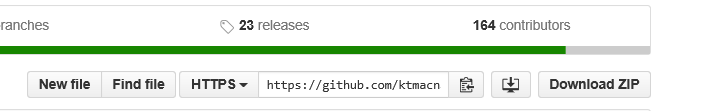 ranches 23 releases 164 contributors
New file Find file HTTPS https://github.com/ktmacn Download ZIP